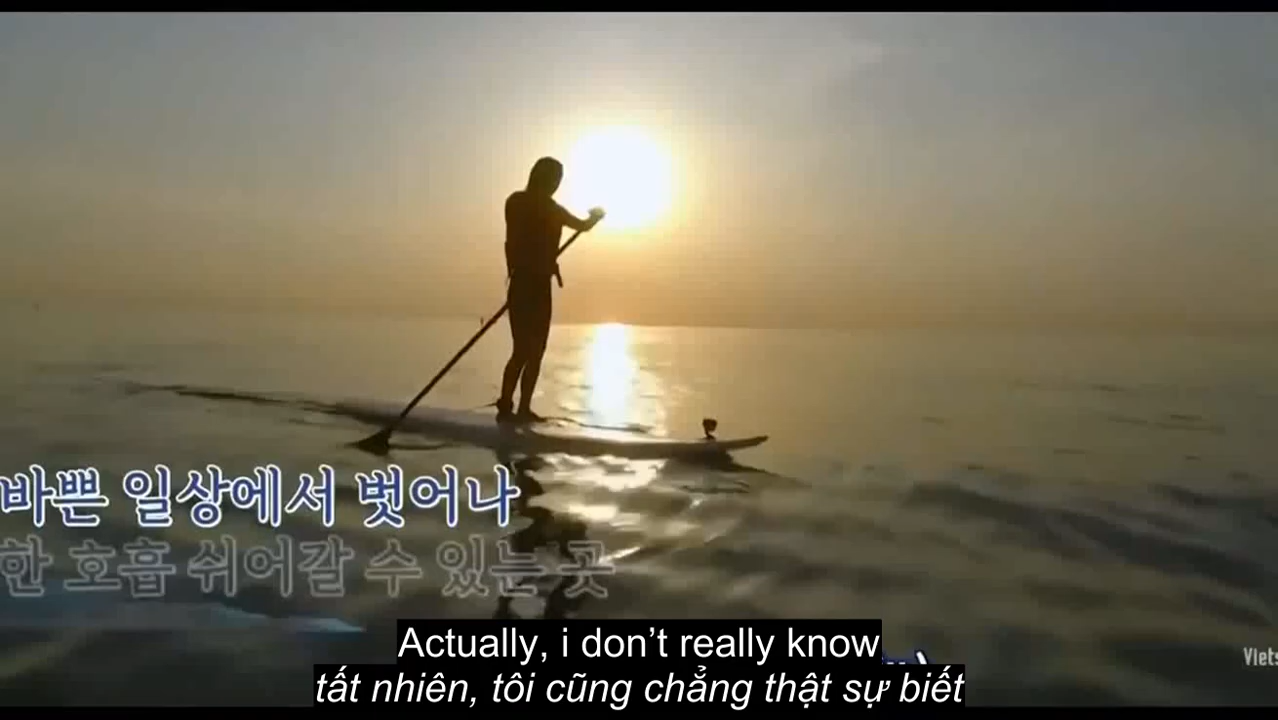 바쁜 일상에서 벗어나
한 호흡 쉬어갈 수 있는 곳
Actually, i don’t really know
tất nhiên, tôi cũng chẳng thật sự biết